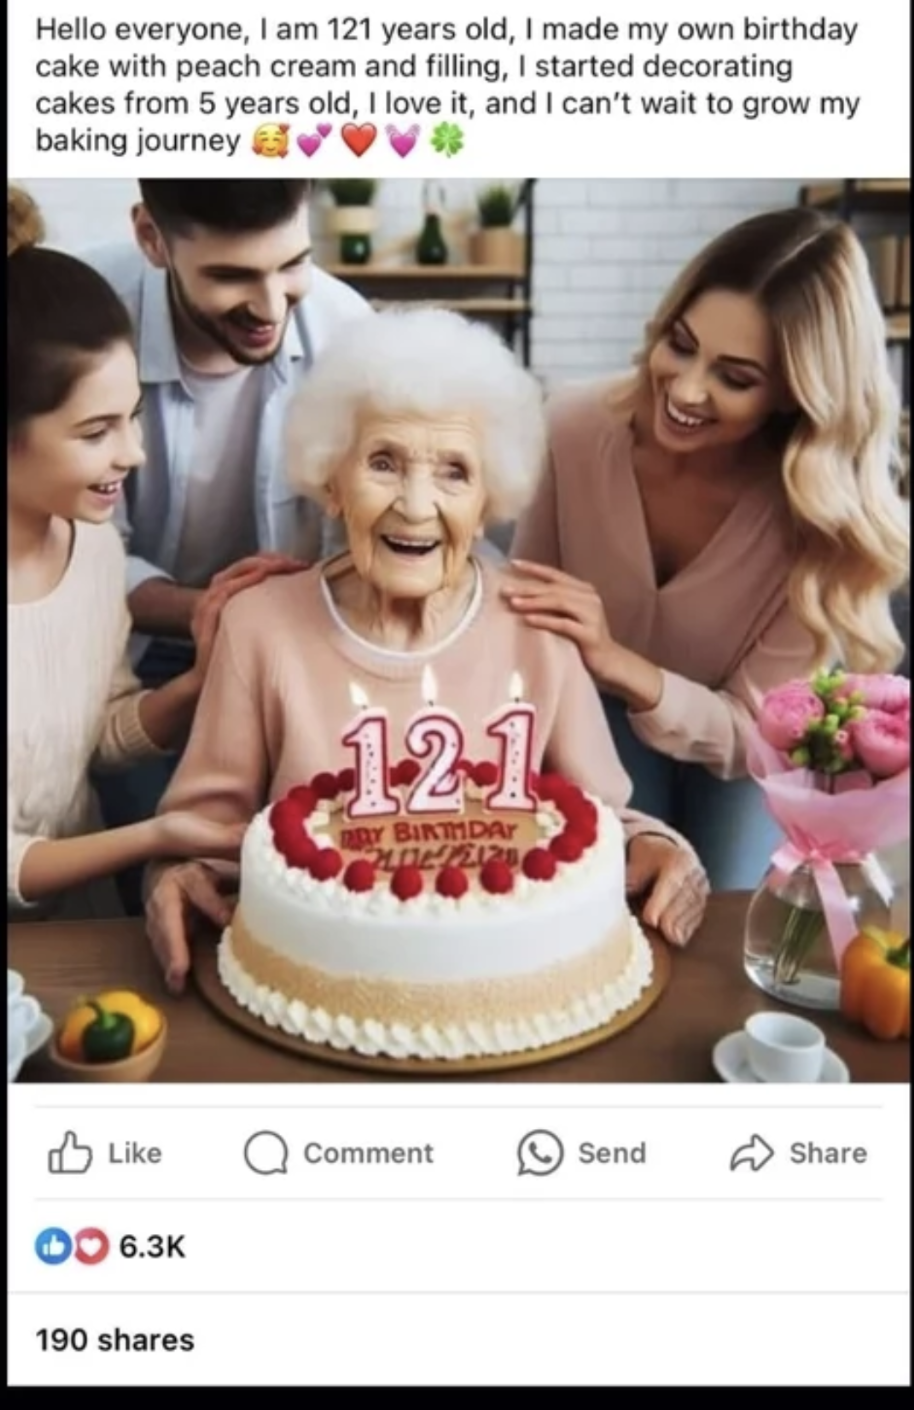 Hello everyone, I am 121 years old, I made my own birthday
cake with peach cream and filling, I started decorating
cakes from 5 years old, I love it, and I can't wait to grow my
baking journey 🥰💕❤️💓🍀
121
BIRTHDAY
Like Comment Send Share
6.3K
190 shares